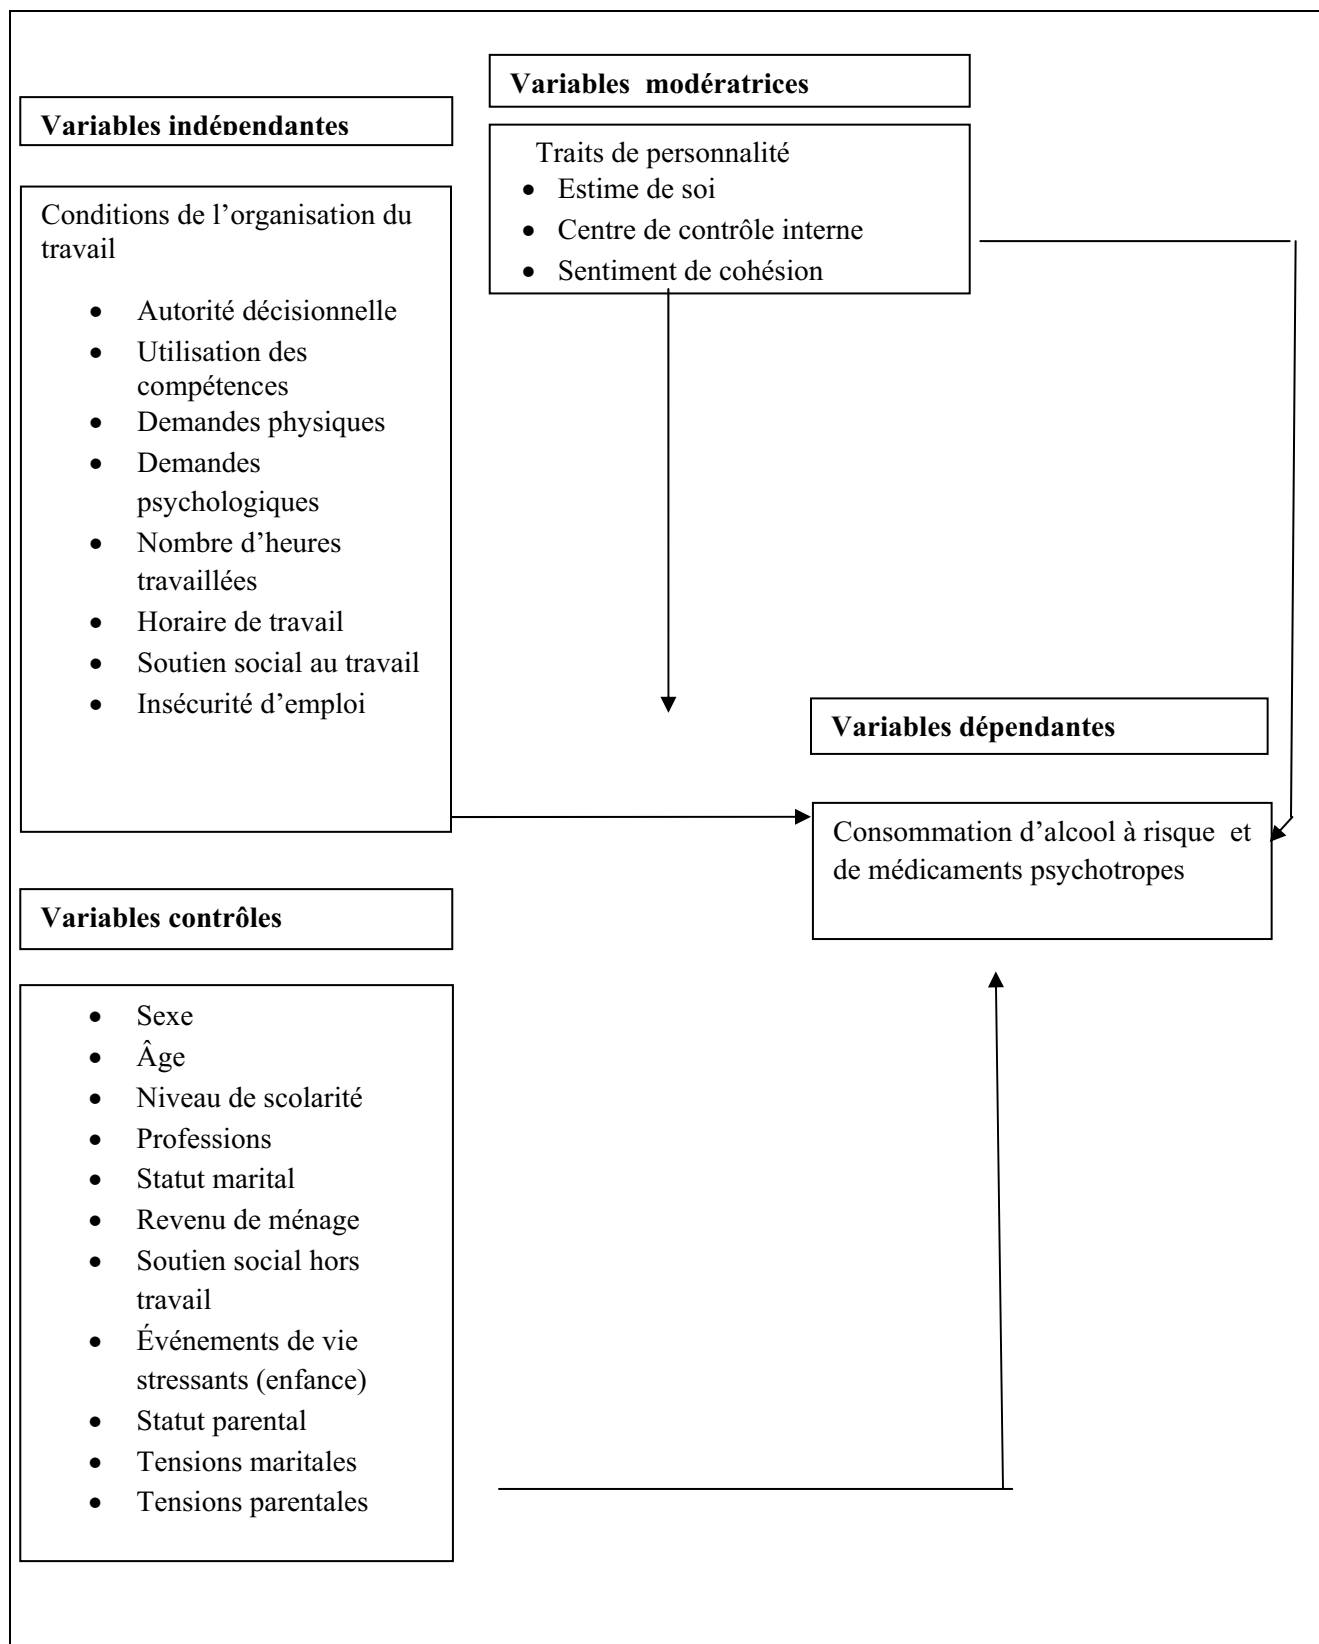 Variables indépendantes
Conditions de l’organisation du
travail
• Autorité décisionnelle
• Utilisation des
compétences
• Demandes physiques
• Demandes
psychologiques
• Nombre d’heures
travaillées
• Horaire de travail
• Soutien social au travail
• Insécurité d’emploi
Variables modératrices
Traits de personnalité
• Estime de soi
• Centre de contrôle interne
• Sentiment de cohésion
Variables dépendantes
Consommation d’alcool à risque et
de médicaments psychotropes
Variables contrôles
• Sexe
• Âge
• Niveau de scolarité
• Professions
• Statut marital
• Revenu de ménage
• Soutien social hors
travail
• Événements de vie
stressants (enfance)
• Statut parental
• Tensions maritales
• Tensions parentales